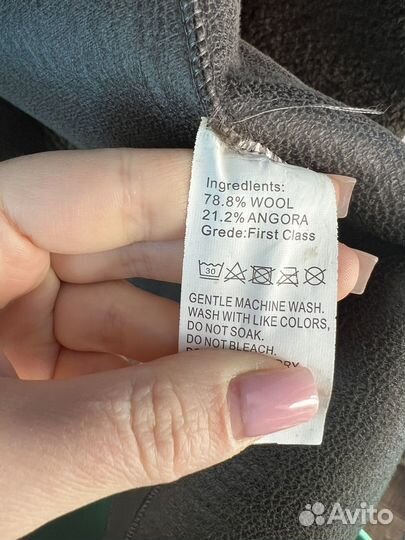 Ingredlents:
78.8% WOOL
21.2% ANGORA
Grede:First Class
30
GENTLE MACHINE WASH.
WASH WITH LIKE COLORS,
DO NOT SOAK.
DO NOT BLEACH.
Avito